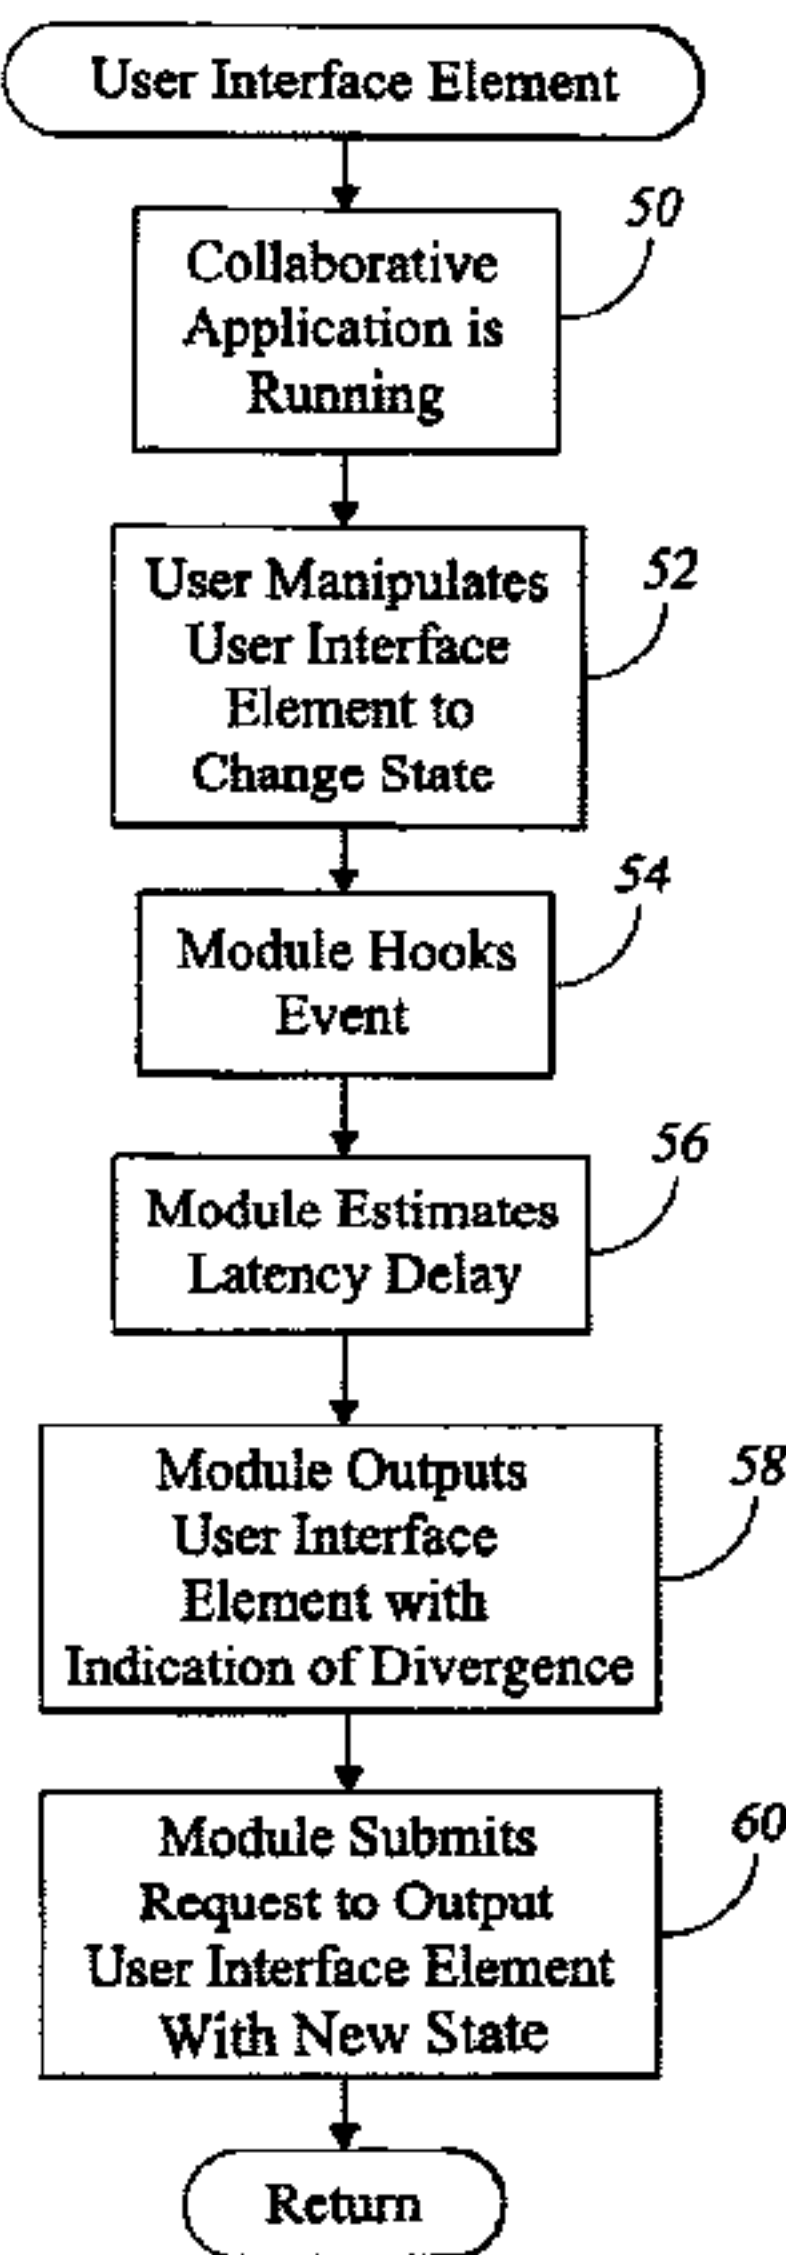 User Interface Element
50
Collaborative
Application is
Running
52
User Manipulates
User Interface
Element to
Change State
54
Module Hooks
Event
56
Module Estimates
Latency Delay
58
Module Outputs
User Interface
Element with
Indication of Divergence
60
Module Submits
Request to Output
User Interface Element
With New State
Return